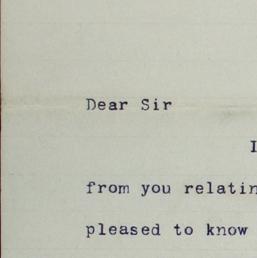 Dear Sir
I
from you relatin
pleased to know